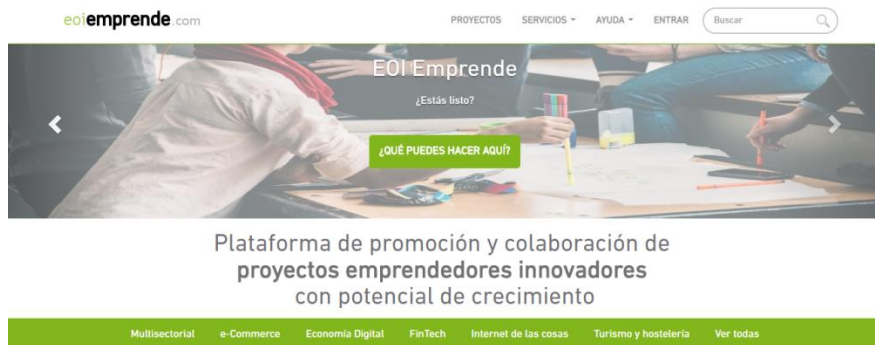 eoiemprende.com
PROYECTOS SERVICIOS AYUDA ENTRAR Buscar
EOI Emprende
¿Estás listo?
¿QUÉ PUEDES HACER AQUÍ?
Plataforma de promoción y colaboración de
proyectos emprendedores innovadores
con potencial de crecimiento
Multisectorial e-Commerce Economía Digital FinTech Internet de las cosas Turismo y hostelería Ver todas